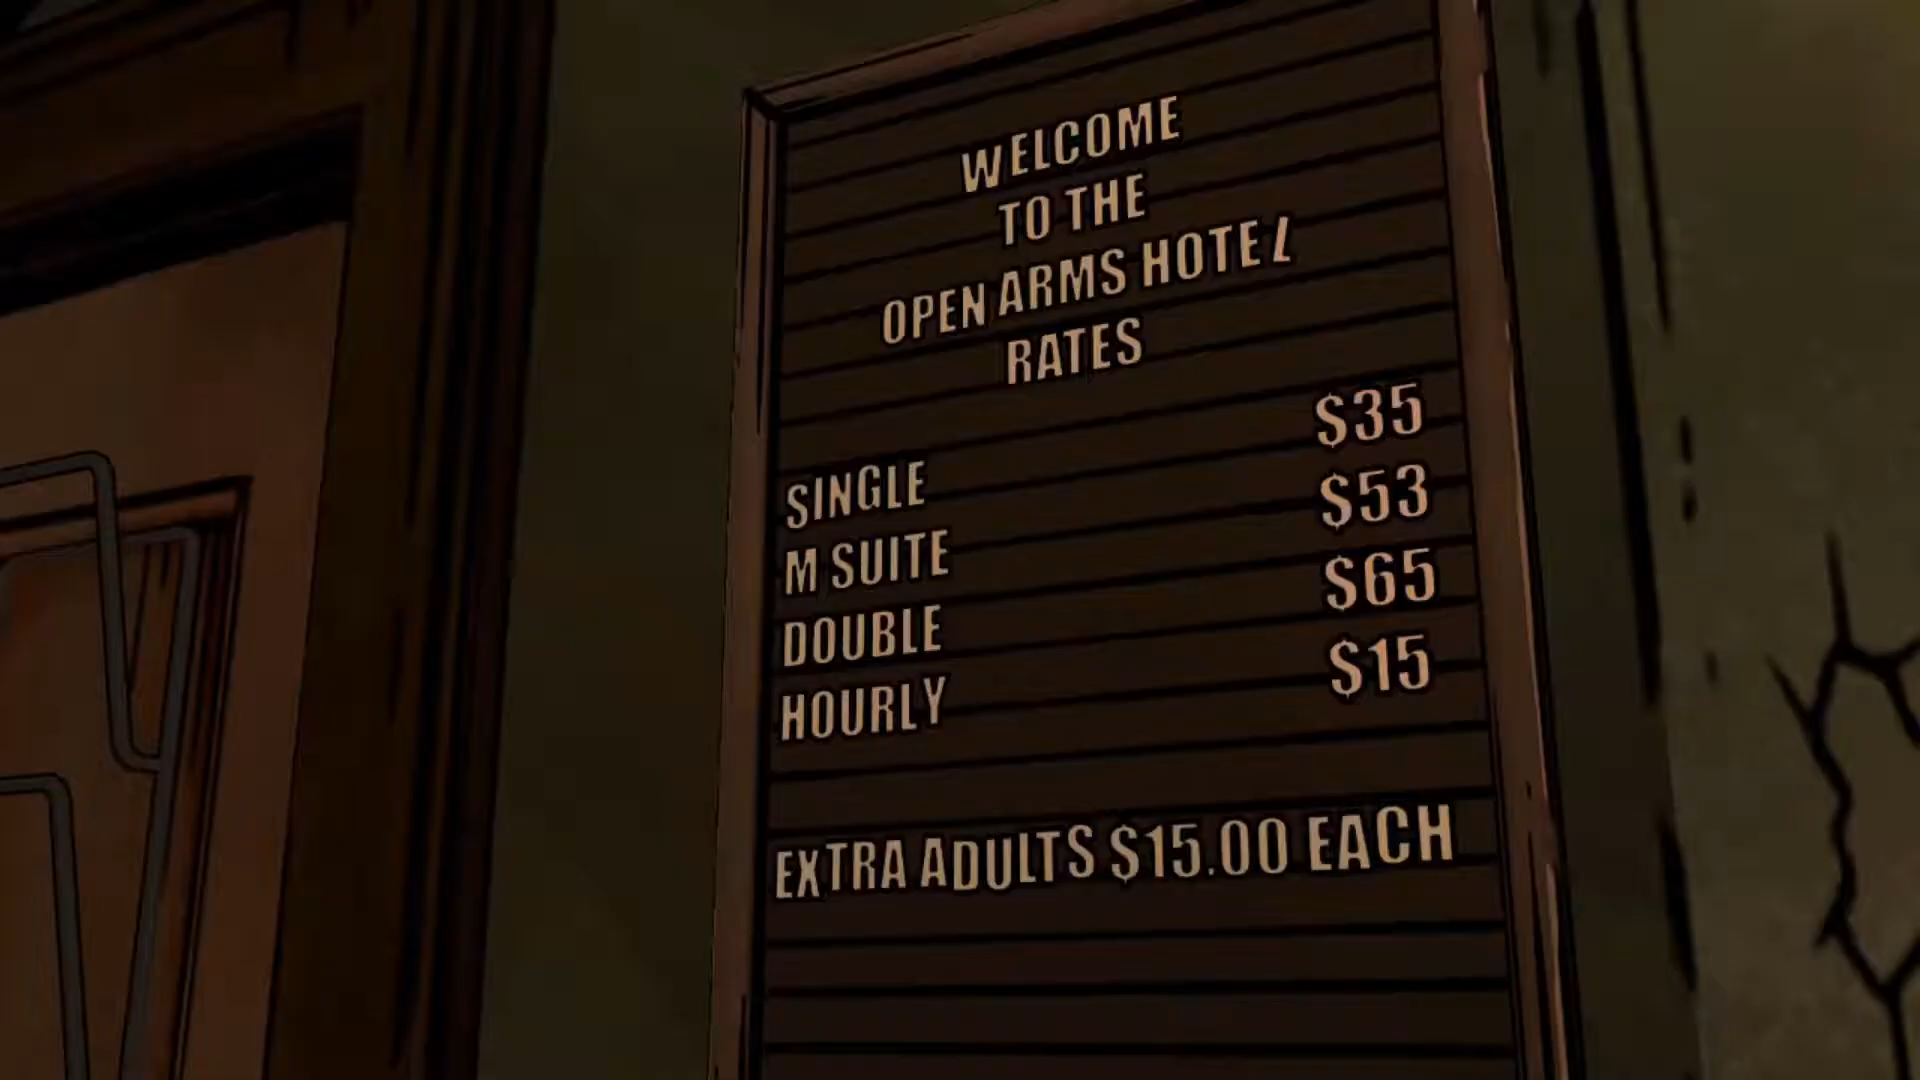 WELCOME
TO THE
OPEN ARMS HOTEL
RATES
SINGLE $35
M SUITE $53
DOUBLE $65
HOURLY $15
EXTRA ADULTS $15.00 EACH